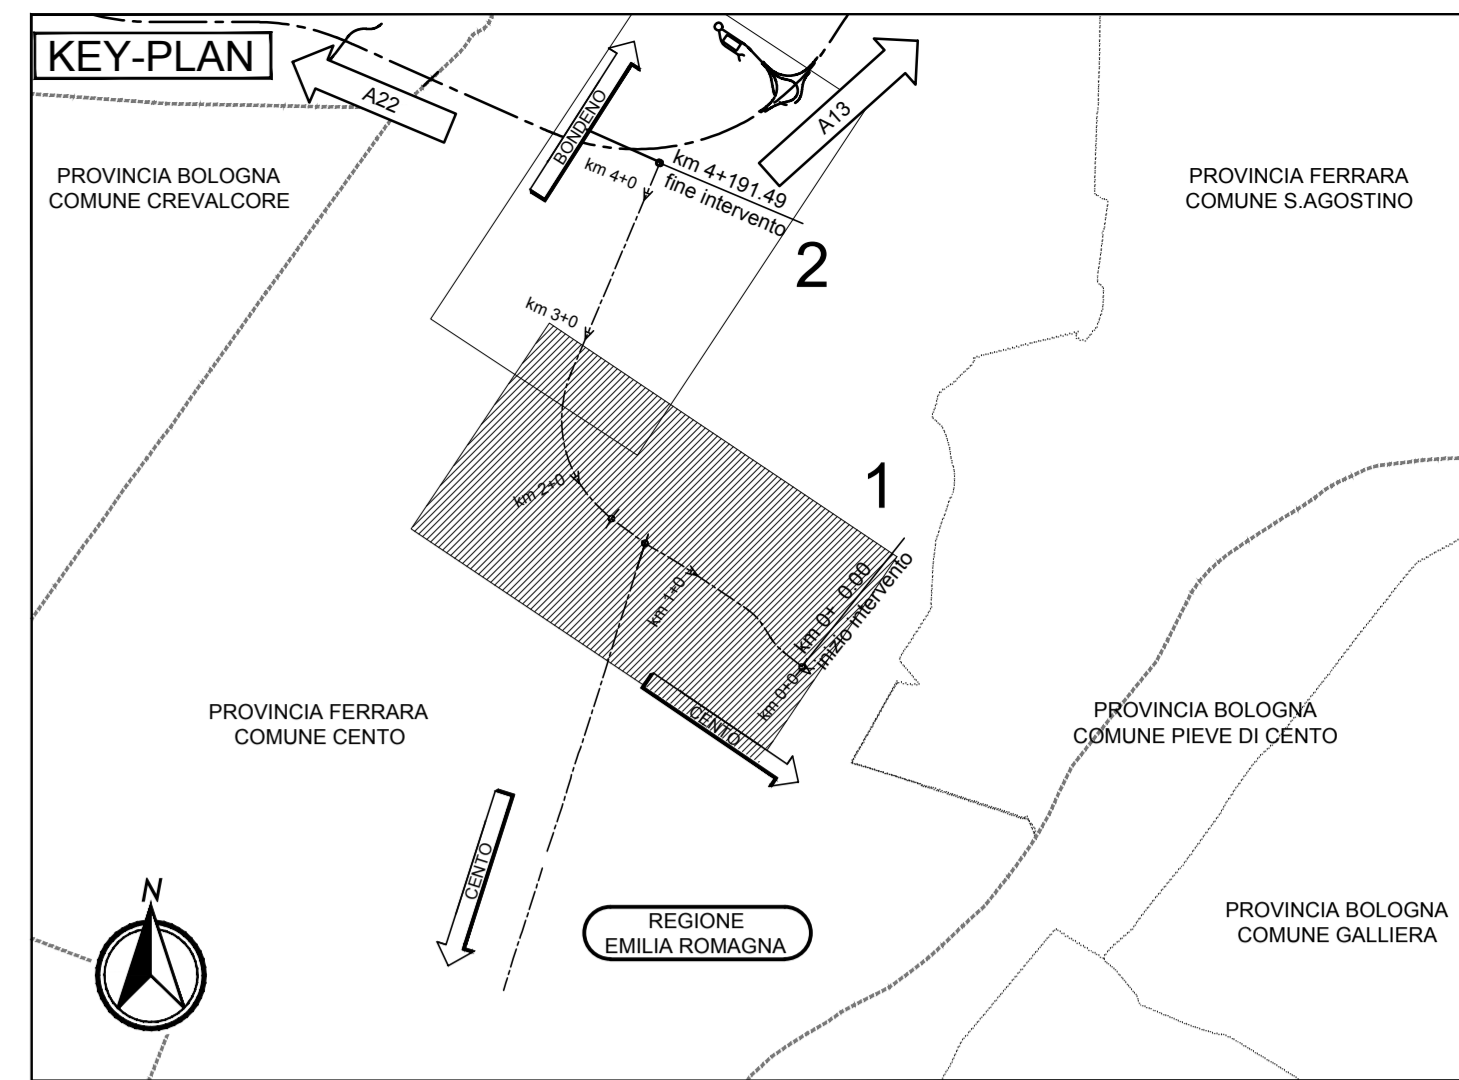 KEY-PLAN
A22
BONDENO
A13
PROVINCIA BOLOGNA
COMUNE CREVALCORE
PROVINCIA FERRARA
COMUNE S.AGOSTINO
km 4+191.49
fine intervento
km 4+0
2
km 3+0
1
km 2+0
km 1+0
km 0+ 0.00
inizio intervento
km 0+0
CENTO
PROVINCIA FERRARA
COMUNE CENTO
PROVINCIA BOLOGNA
COMUNE PIEVE DI CENTO
CENTO
N
REGIONE
EMILIA ROMAGNA
PROVINCIA BOLOGNA
COMUNE GALLIERA